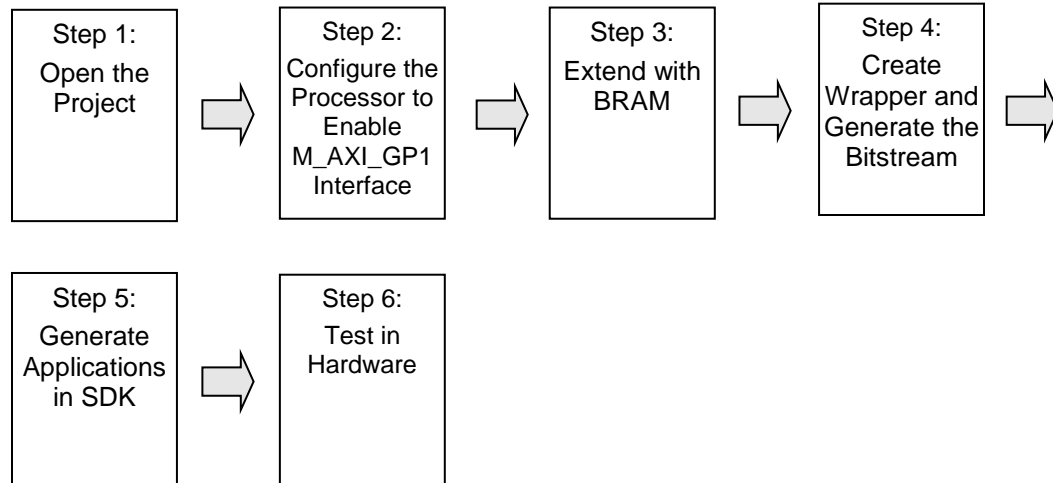 Step 1:
Open the
Project
Step 2:
Configure the
Processor to
Enable
M_AXI_GP1
Interface
Step 3:
Extend with
BRAM
Step 4:
Create
Wrapper and
Generate the
Bitstream
Step 5:
Generate
Applications
in SDK
Step 6:
Test in
Hardware